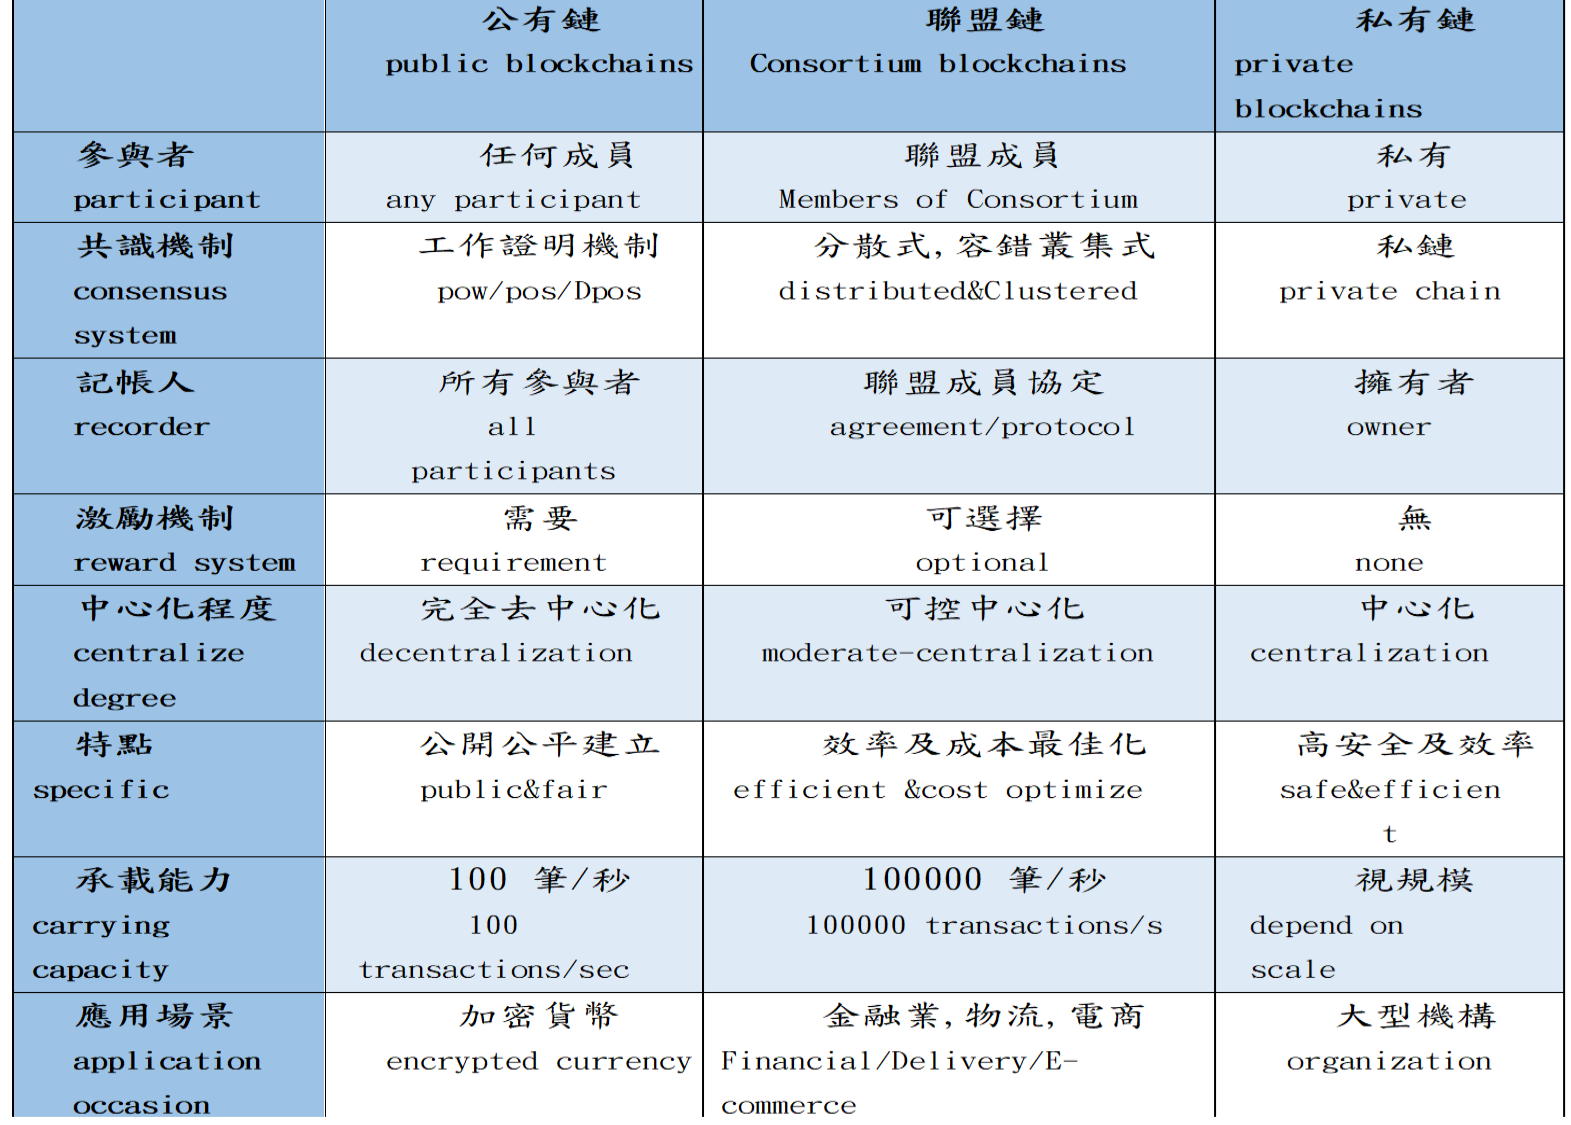 公有鏈
public blockchains
聯盟鏈
Consortium blockchains
私有鏈
private
blockchains
參與者
participant
任何成員
any participant
聯盟成員
Members of Consortium
私有
private
共識機制
consensus
system
工作證明機制
pow/pos/Dpos
分散式,容錯叢集式
distributed&Clustered
私鏈
private chain
記帳人
recorder
所有參與者
all
participants
聯盟成員協定
agreement/protocol
擁有者
owner
激勵機制
reward system
需要
requirement
可選擇
optional
無
none
中心化程度
centralize
degree
完全去中心化
decentralization
可控中心化
moderate-centralization
中心化
centralization
特點
specific
公開公平建立
public&fair
效率及成本最佳化
efficient &cost optimize
高安全及效率
safe&efficien
t
承載能力
carrying
capacity
100 筆/秒
100
transactions/sec
100000 筆/秒
100000 transactions/s
視規模
depend on
scale
應用場景
application
occasion
加密貨幣
encrypted currency
金融業,物流,電商
Financial/Delivery/E-
commerce
大型機構
organization